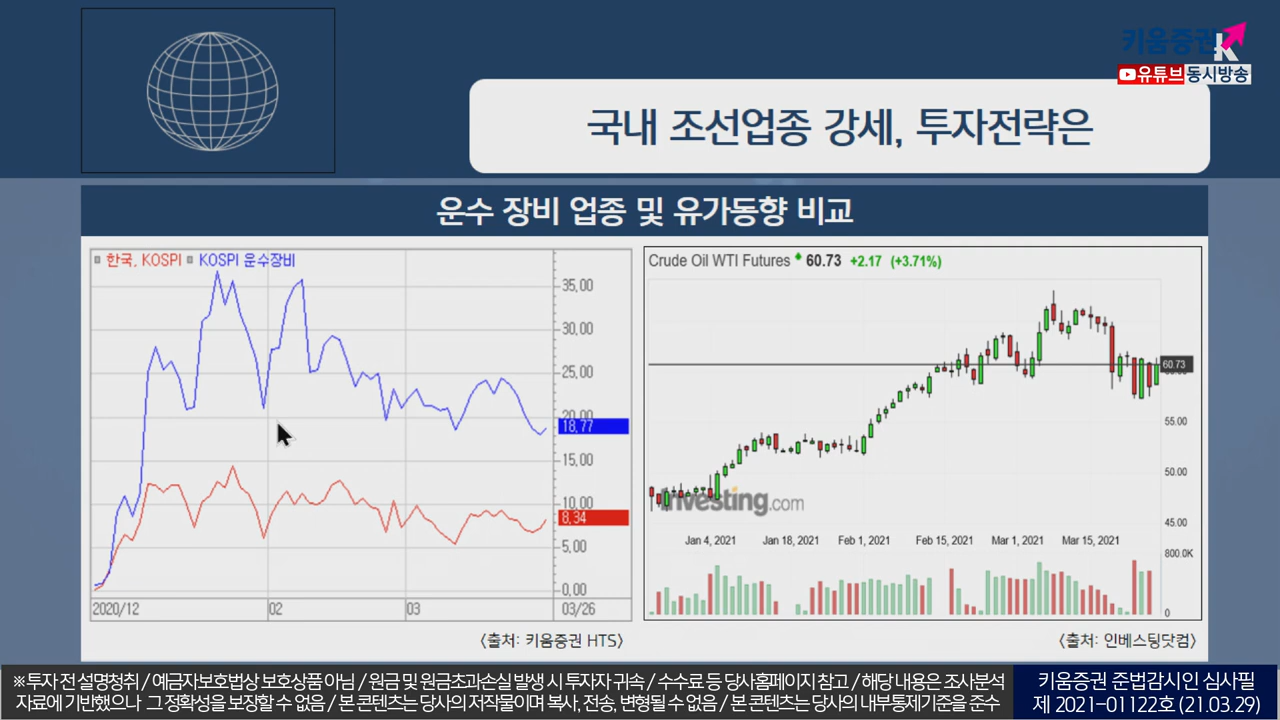 키움증권
유튜브동시방송
국내 조선업종 강세, 투자전략은
운수 장비 업종 및 유가동향 비교
한국, KOSPI KOSPI 운수장비
35,00
30,00
25,00
20,00
18,77
15,00
10,00
8,34
5,00
0,00
2020/12 02 03 03/26
<출처: 키움증권 HTS>
Crude Oil WTI Futures 60.73 +2.17 (+3.71%)
60.73
60.00
55.00
50.00
45.00
Investing.com
Jan 4, 2021 Jan 18, 2021 Feb 1, 2021 Feb 15, 2021 Mar 1, 2021 Mar 15, 2021
800.0K
0
<출처: 인베스팅닷컴>
※투자 전 설명청취 / 예금자보호법상 보호상품 아님 / 원금 및 원금초과손실 발생 시 투자자 귀속 / 수수료 등 당사홈페이지 참고 / 해당 내용은 조사분석
자료에 기반했으나 그 정확성을 보장할 수 없음 / 본 콘텐츠는 당사의 저작물이며 복사, 전송, 변형될 수 없음 / 본 콘텐츠는 당사의 내부통제기준을 준수
키움증권 준법감시인 심사필
제 2021-01122호 (21.03.29)